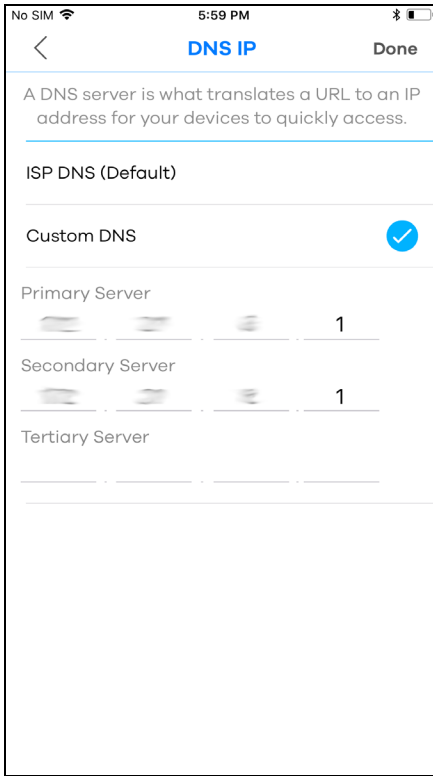 No SIM 5:59 PM
DNS IP Done
A DNS server is what translates a URL to an IP
address for your devices to quickly access.
ISP DNS (Default)
Custom DNS
Primary Server
. . . 1
Secondary Server
. . . 1
Tertiary Server
. . .